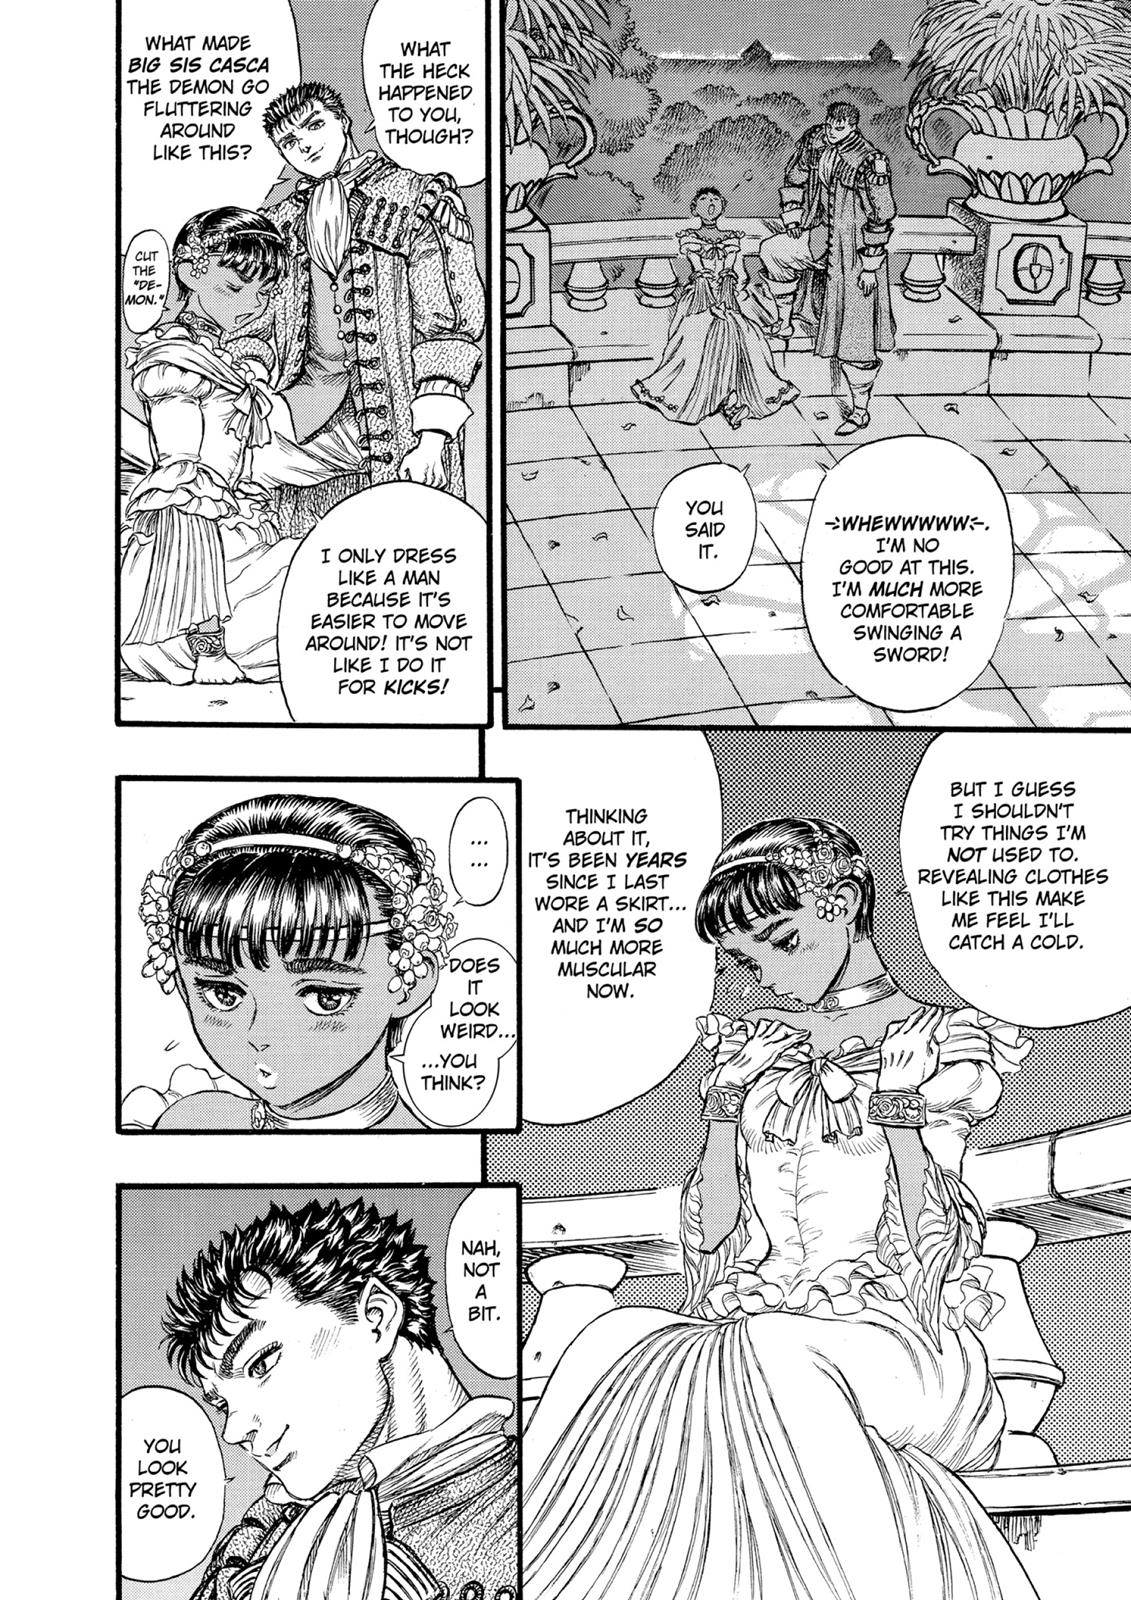 -WHEWWWWW-.
I'M NO
GOOD AT THIS.
I'M MUCH MORE
COMFORTABLE
SWINGING A
SWORD!
YOU
SAID
IT.
WHAT
THE HECK
HAPPENED
TO YOU,
THOUGH?
WHAT MADE
BIG SIS CASCA
THE DEMON GO
FLUTTERING
AROUND
LIKE THIS?
CUT
THE
"DE-
MON."
I ONLY DRESS
LIKE A MAN
BECAUSE IT'S
EASIER TO MOVE
AROUND! IT'S NOT
LIKE I DO IT
FOR KICKS!
BUT I GUESS
I SHOULDN'T
TRY THINGS I'M
NOT USED TO.
REVEALING CLOTHES
LIKE THIS MAKE
ME FEEL I'LL
CATCH A COLD.
THINKING
ABOUT IT,
IT'S BEEN YEARS
SINCE I LAST
WORE A SKIRT...
AND I'M SO
MUCH MORE
MUSCULAR
NOW.
...
...
DOES
IT
LOOK
WEIRD...
...YOU
THINK?
NAH,
NOT
A
BIT.
YOU
LOOK
PRETTY
GOOD.